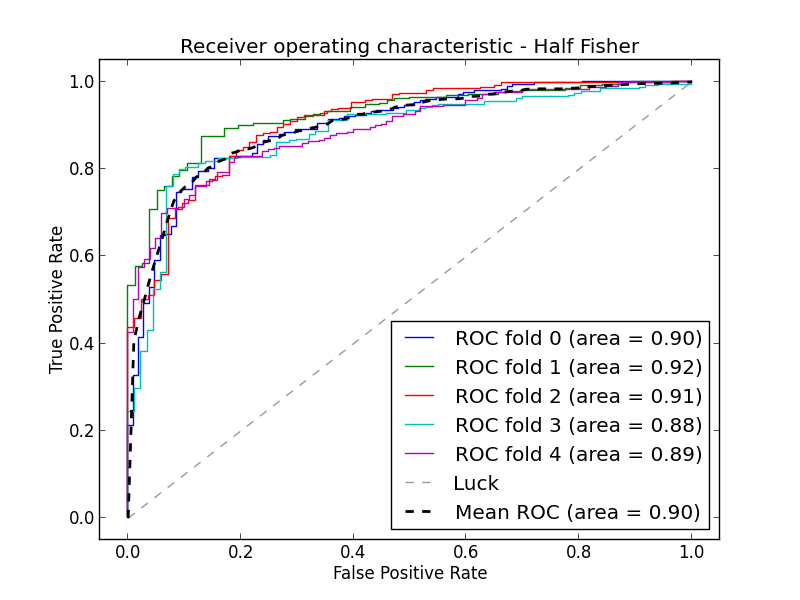 Receiver operating characteristic - Half Fisher
True Positive Rate
1.0
0.8
0.6
0.4
0.2
0.0
ROC fold 0 (area = 0.90)
ROC fold 1 (area = 0.92)
ROC fold 2 (area = 0.91)
ROC fold 3 (area = 0.88)
ROC fold 4 (area = 0.89)
Luck
Mean ROC (area = 0.90)
0.0 0.2 0.4 0.6 0.8 1.0
False Positive Rate